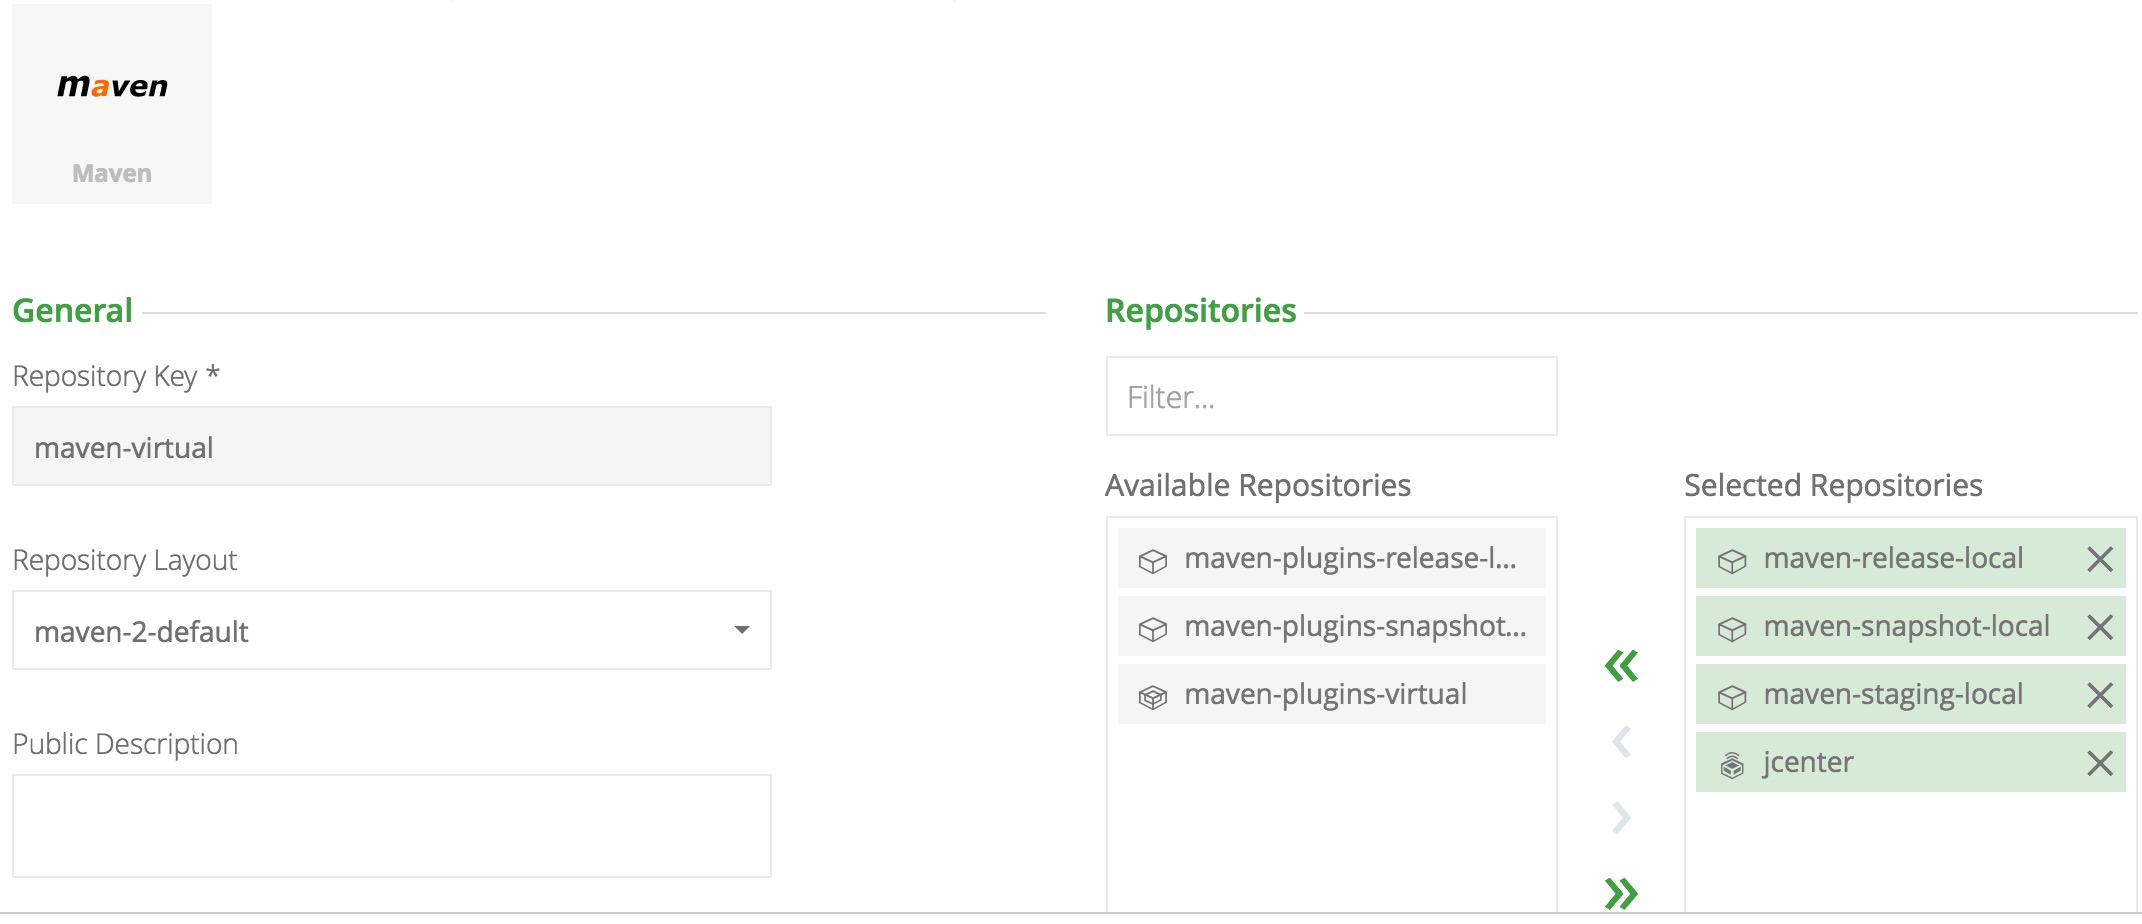 maven
Maven
General
Repository Key *
maven-virtual
Repository Layout
maven-2-default
Public Description
Repositories
Filter...
Available Repositories
maven-plugins-release-l...
maven-plugins-snapshot...
maven-plugins-virtual
Selected Repositories
maven-release-local
maven-snapshot-local
maven-staging-local
jcenter